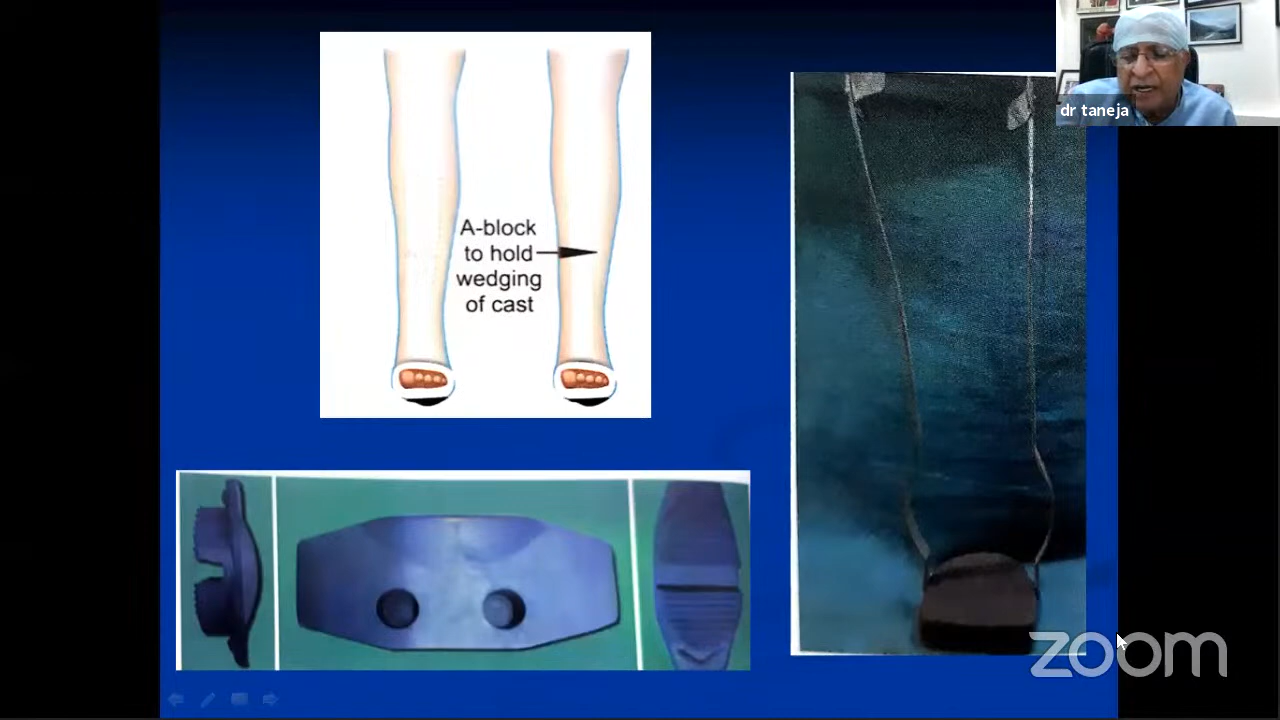 A-block
to hold
wedging
of cast
dr taneja
zoom